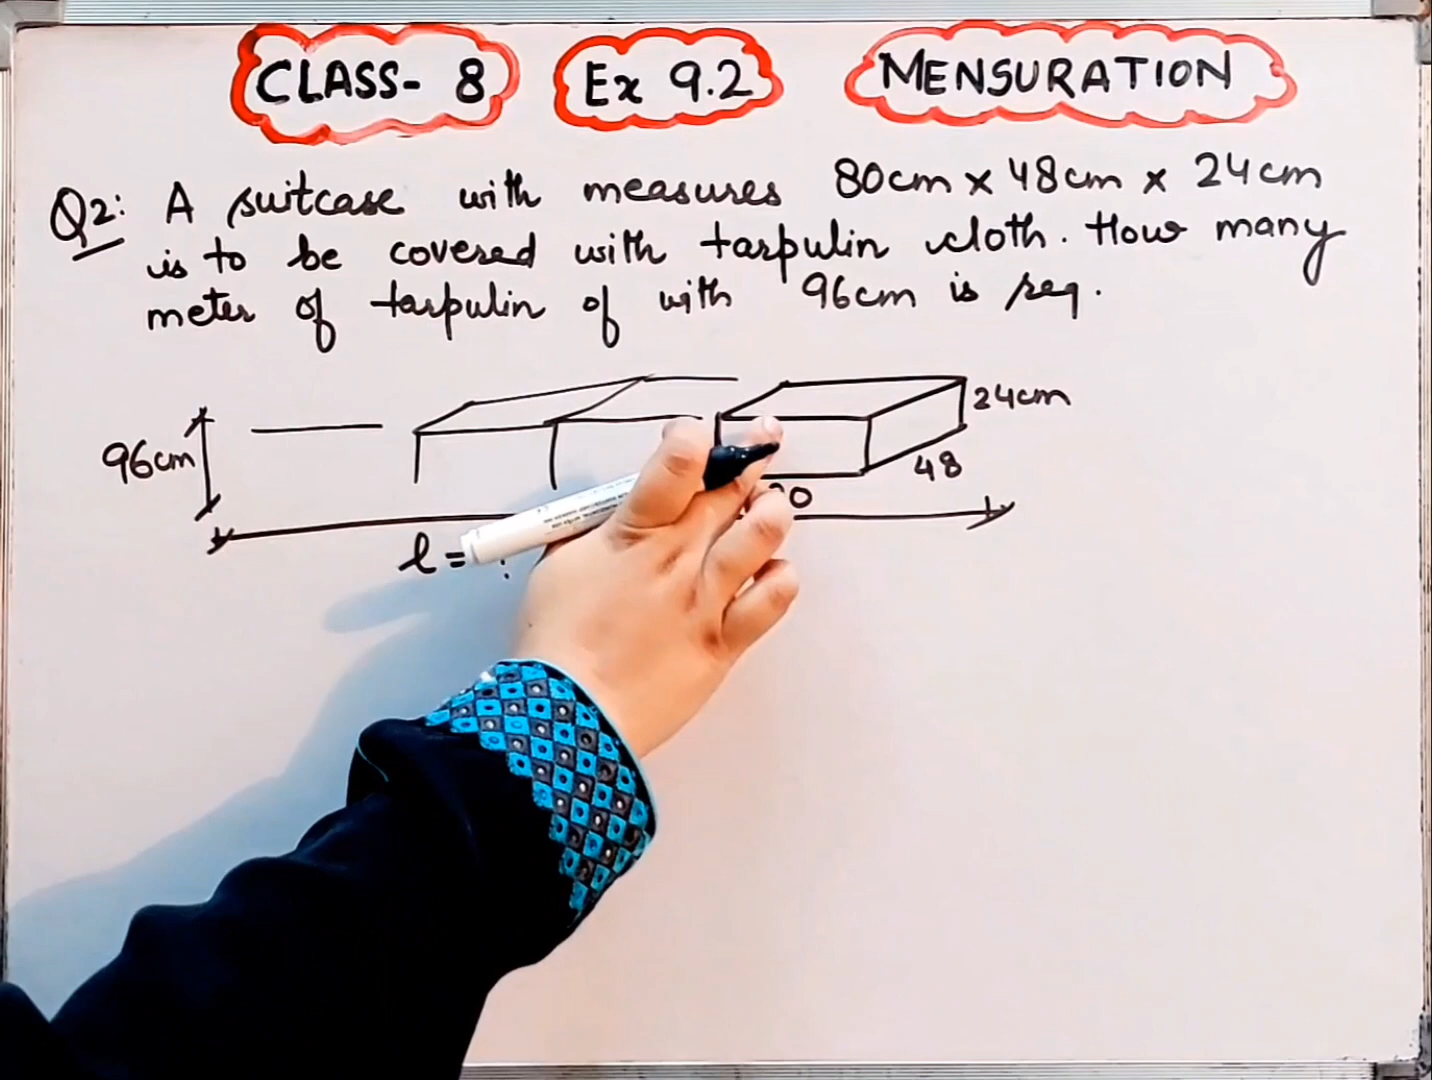 CLASS- 8 Ex 9.2 MENSURATION
Q2: A suitcase with measures 80cm x 48cm x 24cm
is to be covered with tarpulin cloth. How many
meter of tarpulin of with 96cm is req.
24cm
96cm
48
l = ?